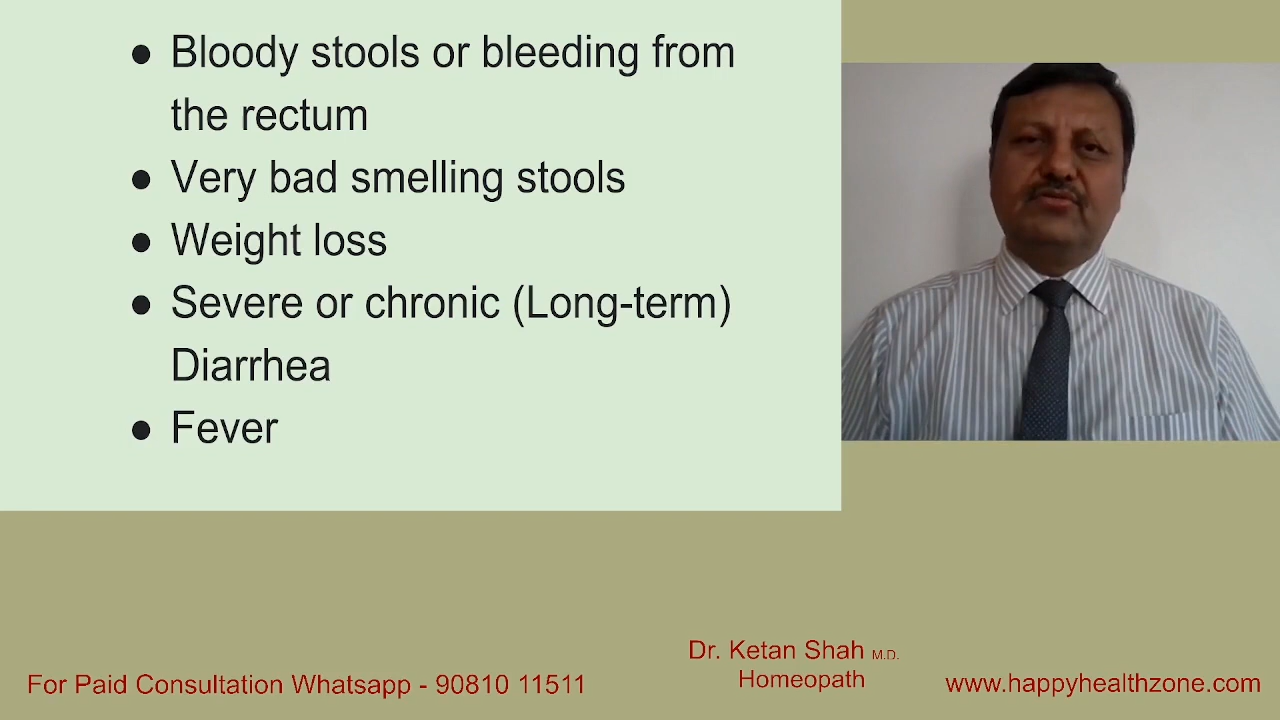 ● Bloody stools or bleeding from
the rectum
● Very bad smelling stools
● Weight loss
● Severe or chronic (Long-term)
Diarrhea
● Fever
Dr. Ketan Shah M.D.
Homeopath
For Paid Consultation Whatsapp - 90810 11511
www.happyhealthzone.com